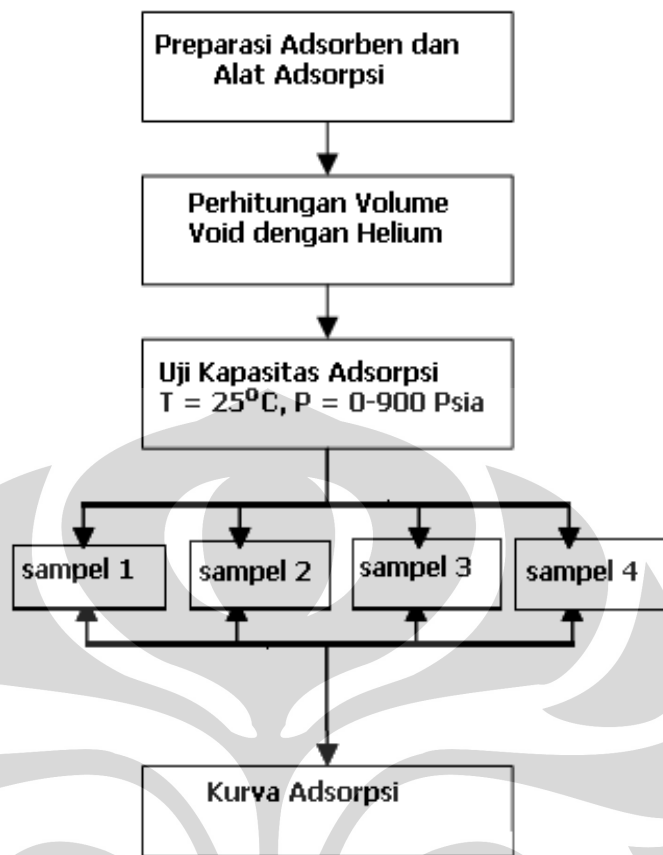 Preparasi Adsorben dan
Alat Adsorpsi
Perhitungan Volume
Void dengan Helium
Uji Kapasitas Adsorpsi
T = 25⁰C, P = 0-900 Psia
sampel 1
sampel 2
sampel 3
sampel 4
Kurva Adsorpsi